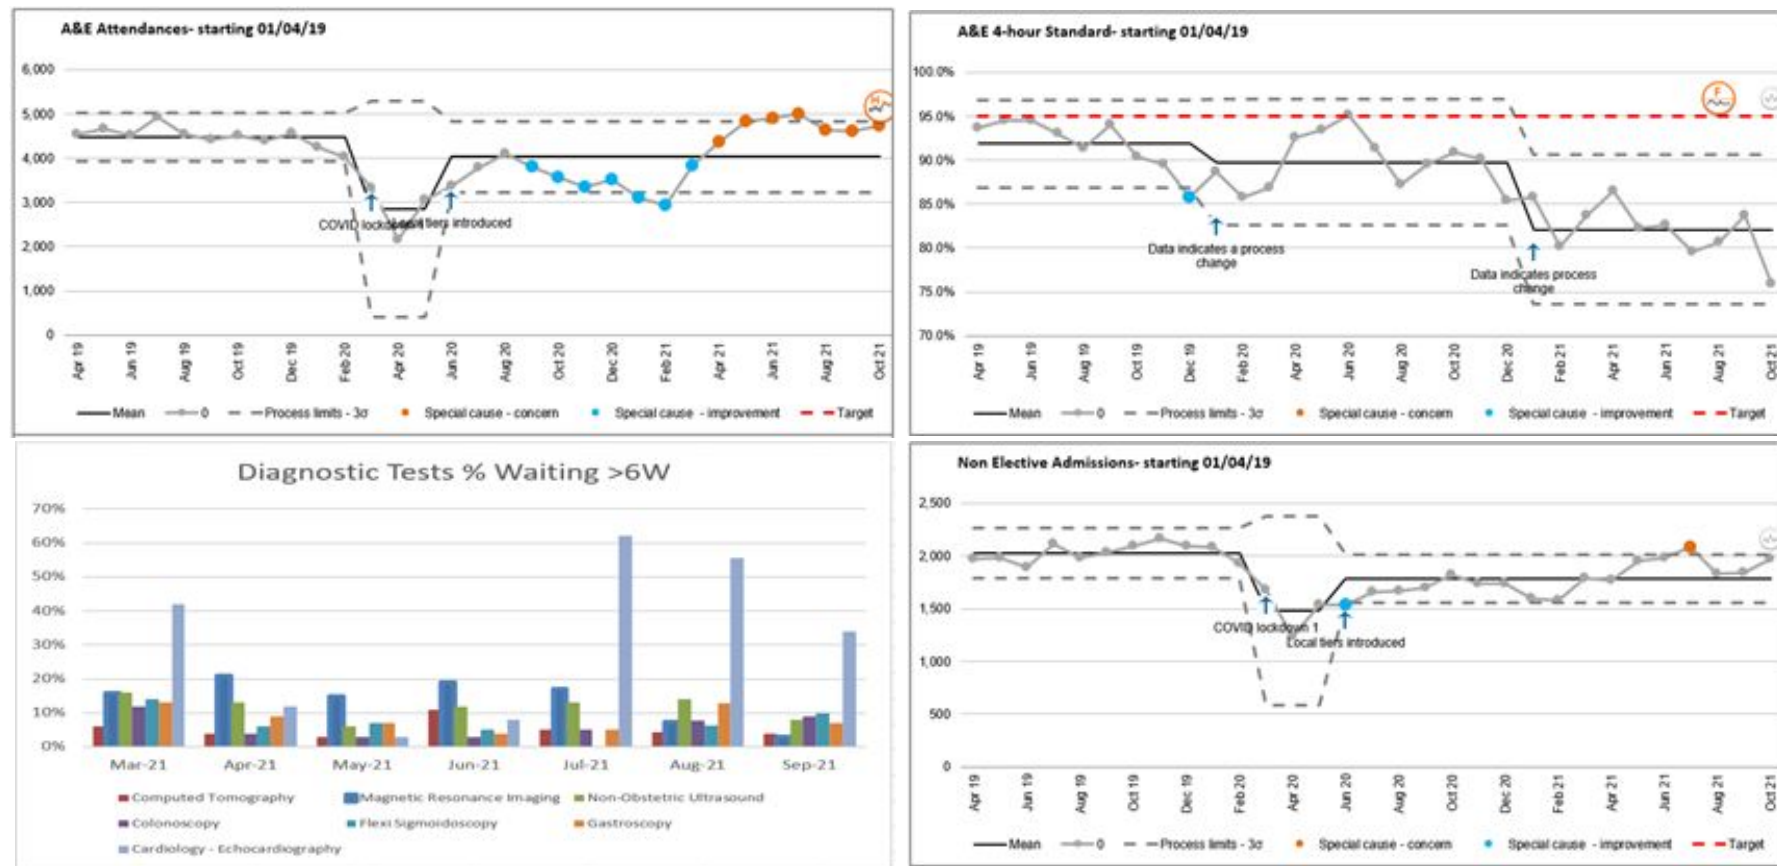 A&E Attendances- starting 01/04/19
6,000
5,000
4,000
3,000
2,000
1,000
0
H
COVID lockdown 1
Local tiers introduced
Apr 19 Jun 19 Aug 19 Oct 19 Dec 19 Feb 20 Apr 20 Jun 20 Aug 20 Oct 20 Dec 20 Feb 21 Apr 21 Jun 21 Aug 21 Oct 21
Mean 0 Process limits - 3σ Special cause - concern Special cause - improvement Target
A&E 4-hour Standard- starting 01/04/19
100.0%
95.0%
90.0%
85.0%
80.0%
75.0%
70.0%
F
Data indicates a process
change
Data indicates process
change
Apr 19 Jun 19 Aug 19 Oct 19 Dec 19 Feb 20 Apr 20 Jun 20 Aug 20 Oct 20 Dec 20 Feb 21 Apr 21 Jun 21 Aug 21 Oct 21
Mean 0 Process limits - 3σ Special cause - concern Special cause - improvement Target
Diagnostic Tests % Waiting >6W
70%
60%
50%
40%
30%
20%
10%
0%
Mar-21 Apr-21 May-21 Jun-21 Jul-21 Aug-21 Sep-21
Computed Tomography Magnetic Resonance Imaging Non-Obstetric Ultrasound
Colonoscopy Flexi Sigmoidoscopy Gastroscopy
Cardiology - Echocardiography
Non Elective Admissions- starting 01/04/19
2,500
2,000
1,500
1,000
500
0
COVID lockdown 1
Local tiers introduced
Apr 19 Jun 19 Aug 19 Oct 19 Dec 19 Feb 20 Apr 20 Jun 20 Aug 20 Oct 20 Dec 20 Feb 21 Apr 21 Jun 21 Aug 21 Oct 21
Mean 0 Process limits - 3σ Special cause - concern Special cause - improvement Target